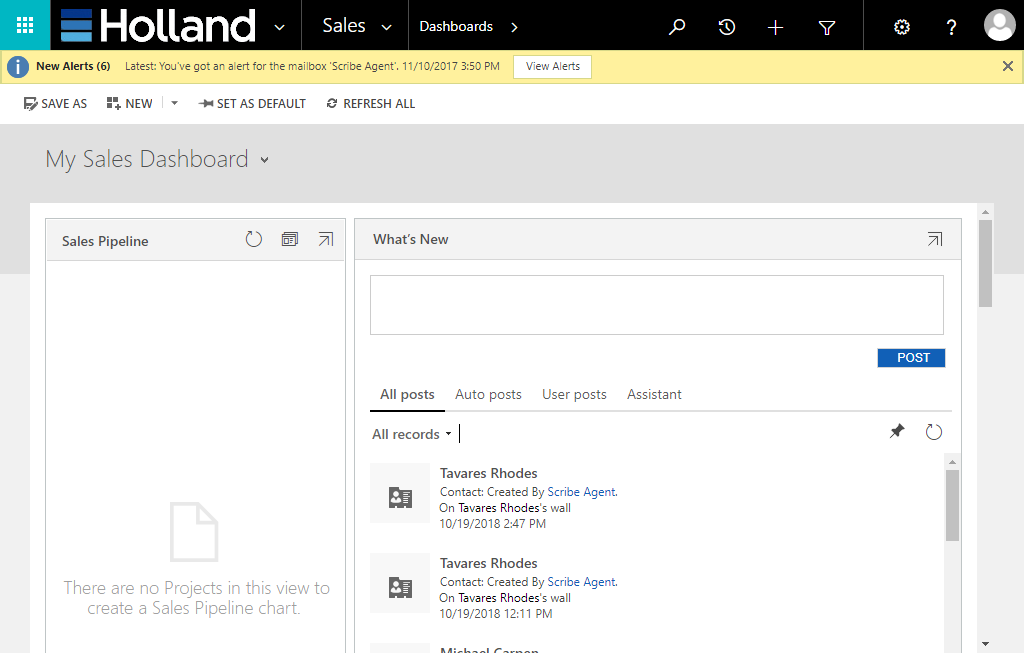 Holland
Sales
Dashboards
?
i
New Alerts (6) Latest: You've got an alert for the mailbox 'Scribe Agent'. 11/10/2017 3:50 PM View Alerts
SAVE AS NEW SET AS DEFAULT REFRESH ALL
My Sales Dashboard
Sales Pipeline
There are no Projects in this view to
create a Sales Pipeline chart.
What's New
POST
All posts Auto posts User posts Assistant
All records
Tavares Rhodes
Contact: Created By Scribe Agent.
On Tavares Rhodes's wall
10/19/2018 2:47 PM
Tavares Rhodes
Contact: Created By Scribe Agent.
On Tavares Rhodes's wall
10/19/2018 12:11 PM
Michael Carpen